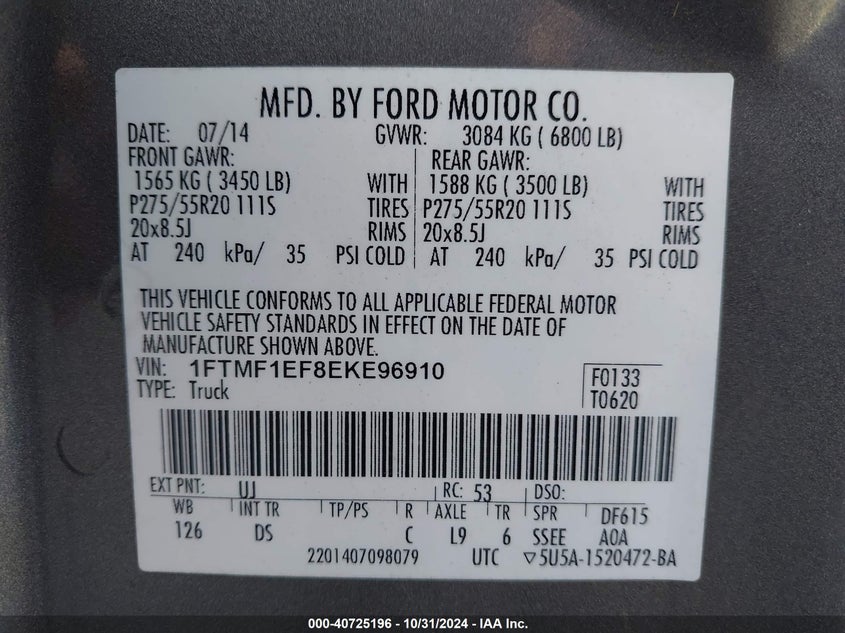 MFD. BY FORD MOTOR CO.
DATE: 07/14 GVWR: 3084 KG ( 6800 LB)
FRONT GAWR: REAR GAWR:
1565 KG ( 3450 LB) WITH 1588 KG ( 3500 LB) WITH
P275/55R20 111S TIRES P275/55R20 111S TIRES
20x8.5J RIMS 20x8.5J RIMS
AT 240 kPa/ 35 PSI COLD AT 240 kPa/ 35 PSI COLD
THIS VEHICLE CONFORMS TO ALL APPLICABLE FEDERAL MOTOR
VEHICLE SAFETY STANDARDS IN EFFECT ON THE DATE OF
MANUFACTURE SHOWN ABOVE.
VIN: 1FTMF1EF8EKE96910 F0133
TYPE: Truck T0620
EXT PNT: UJ RC: 53 DSO:
WB INT TR TP/PS R AXLE TR SPR DF615
126 DS C L9 6 SSEE A0A
2201407098079 UTC ▽5U5A-1520472-BA
000-40725196 - 10/31/2024 - IAA Inc.